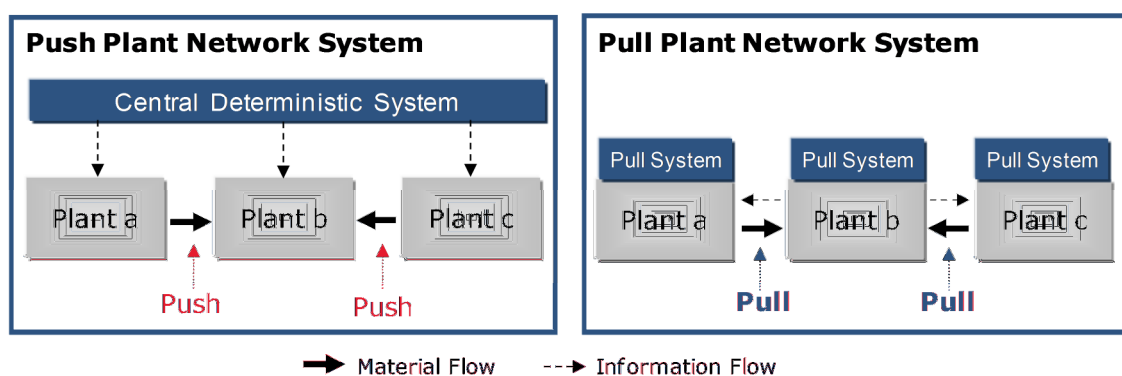 Push Plant Network System
Central Deterministic System
Plant a
Plant b
Plant c
Push
Push
Pull Plant Network System
Pull System
Pull System
Pull System
Plant a
Plant b
Plant c
Pull
Pull
Material Flow
Information Flow